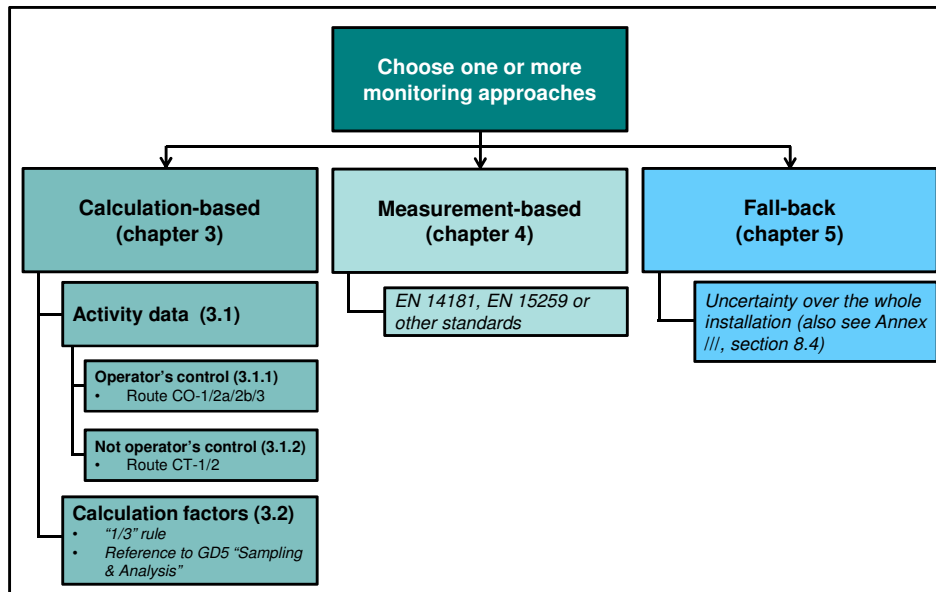 Choose one or more
monitoring approaches
Calculation-based
(chapter 3)
Measurement-based
(chapter 4)
Fall-back
(chapter 5)
Activity data (3.1)
Operator’s control (3.1.1)
• Route CO-1/2a/2b/3
Not operator’s control (3.1.2)
• Route CT-1/2
Calculation factors (3.2)
• “1/3” rule
• Reference to GD5 “Sampling
& Analysis”
EN 14181, EN 15259 or
other standards
Uncertainty over the whole
installation (also see Annex
III, section 8.4)